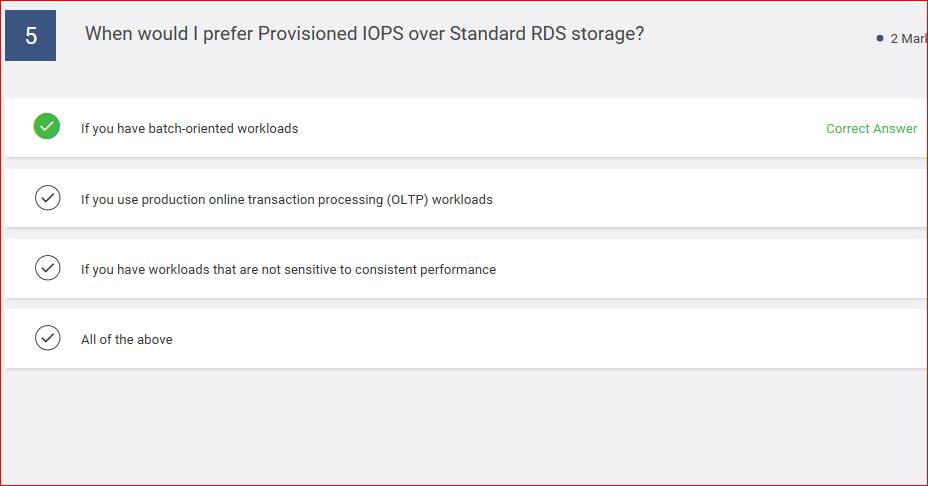 5
When would I prefer Provisioned IOPS over Standard RDS storage?
2 Mar
If you have batch-oriented workloads
Correct Answer
If you use production online transaction processing (OLTP) workloads
If you have workloads that are not sensitive to consistent performance
All of the above